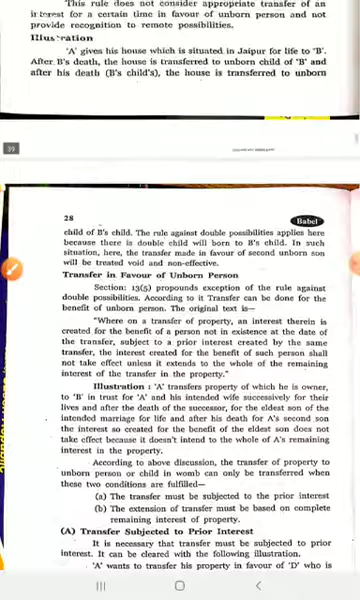 This rule does not consider appropriate transfer of an
interest for a certain time in favour of unborn person and not
provide recognition to remote possibilities.
Illustration
'A' gives his house which is situated in Jaipur for life to 'B'.
After B's death, the house is transferred to unborn child of 'B' and
after his death (B's child's), the house is transferred to unborn
28
Babel
child of B's child. The rule against double possibilities applies here
because there is double child will born to B's child. In such
situation, here, the transfer made in favour of second unborn son
will be treated void and non-effective.
Transfer in Favour of Unborn Person
Section: 13(5) propounds exception of the rule against
double possibilities. According to it Transfer can be done for the
benefit of unborn person. The original text is—
"Where on a transfer of property, an interest therein is
created for the benefit of a person not in existence at the date of
the transfer, subject to a prior interest created by the same
transfer, the interest created for the benefit of such person shall
not take effect unless it extends to the whole of the remaining
interest of the transfer in the property."
Illustration : 'A' transfers property of which he is owner,
to 'B' in trust for 'A' and his intended wife successively for their
lives and after the death of the successor, for the eldest son of the
intended marriage for life and after his death for A's second son
the interest so created for the benefit of the eldest son does not
take effect because it doesn't intend to the whole of A's remaining
interest in the property.
According to above discussion, the transfer of property to
unborn person or child in womb can only be transferred when
these two conditions are fulfilled—
(a) The transfer must be subjected to the prior interest
(b) The extension of transfer must be based on complete
remaining interest of property.
(A) Transfer Subjected to Prior Interest
It is necessary that transfer must be subjected to prior
interest. It can be cleared with the following illustration.
'A' wants to transfer his property in favour of 'D' who is